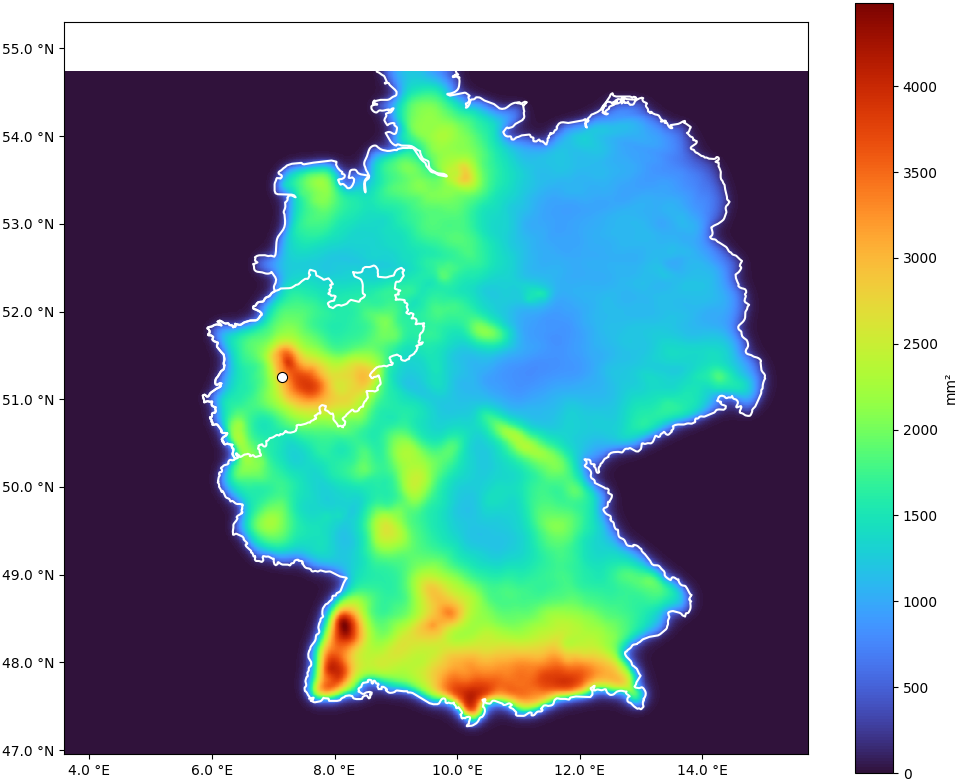 55.0 °N
54.0 °N
53.0 °N
52.0 °N
51.0 °N
50.0 °N
49.0 °N
48.0 °N
47.0 °N
4.0 °E
6.0 °E
8.0 °E
10.0 °E
12.0 °E
14.0 °E
4000
3500
3000
2500
2000
1500
1000
500
0
mm²